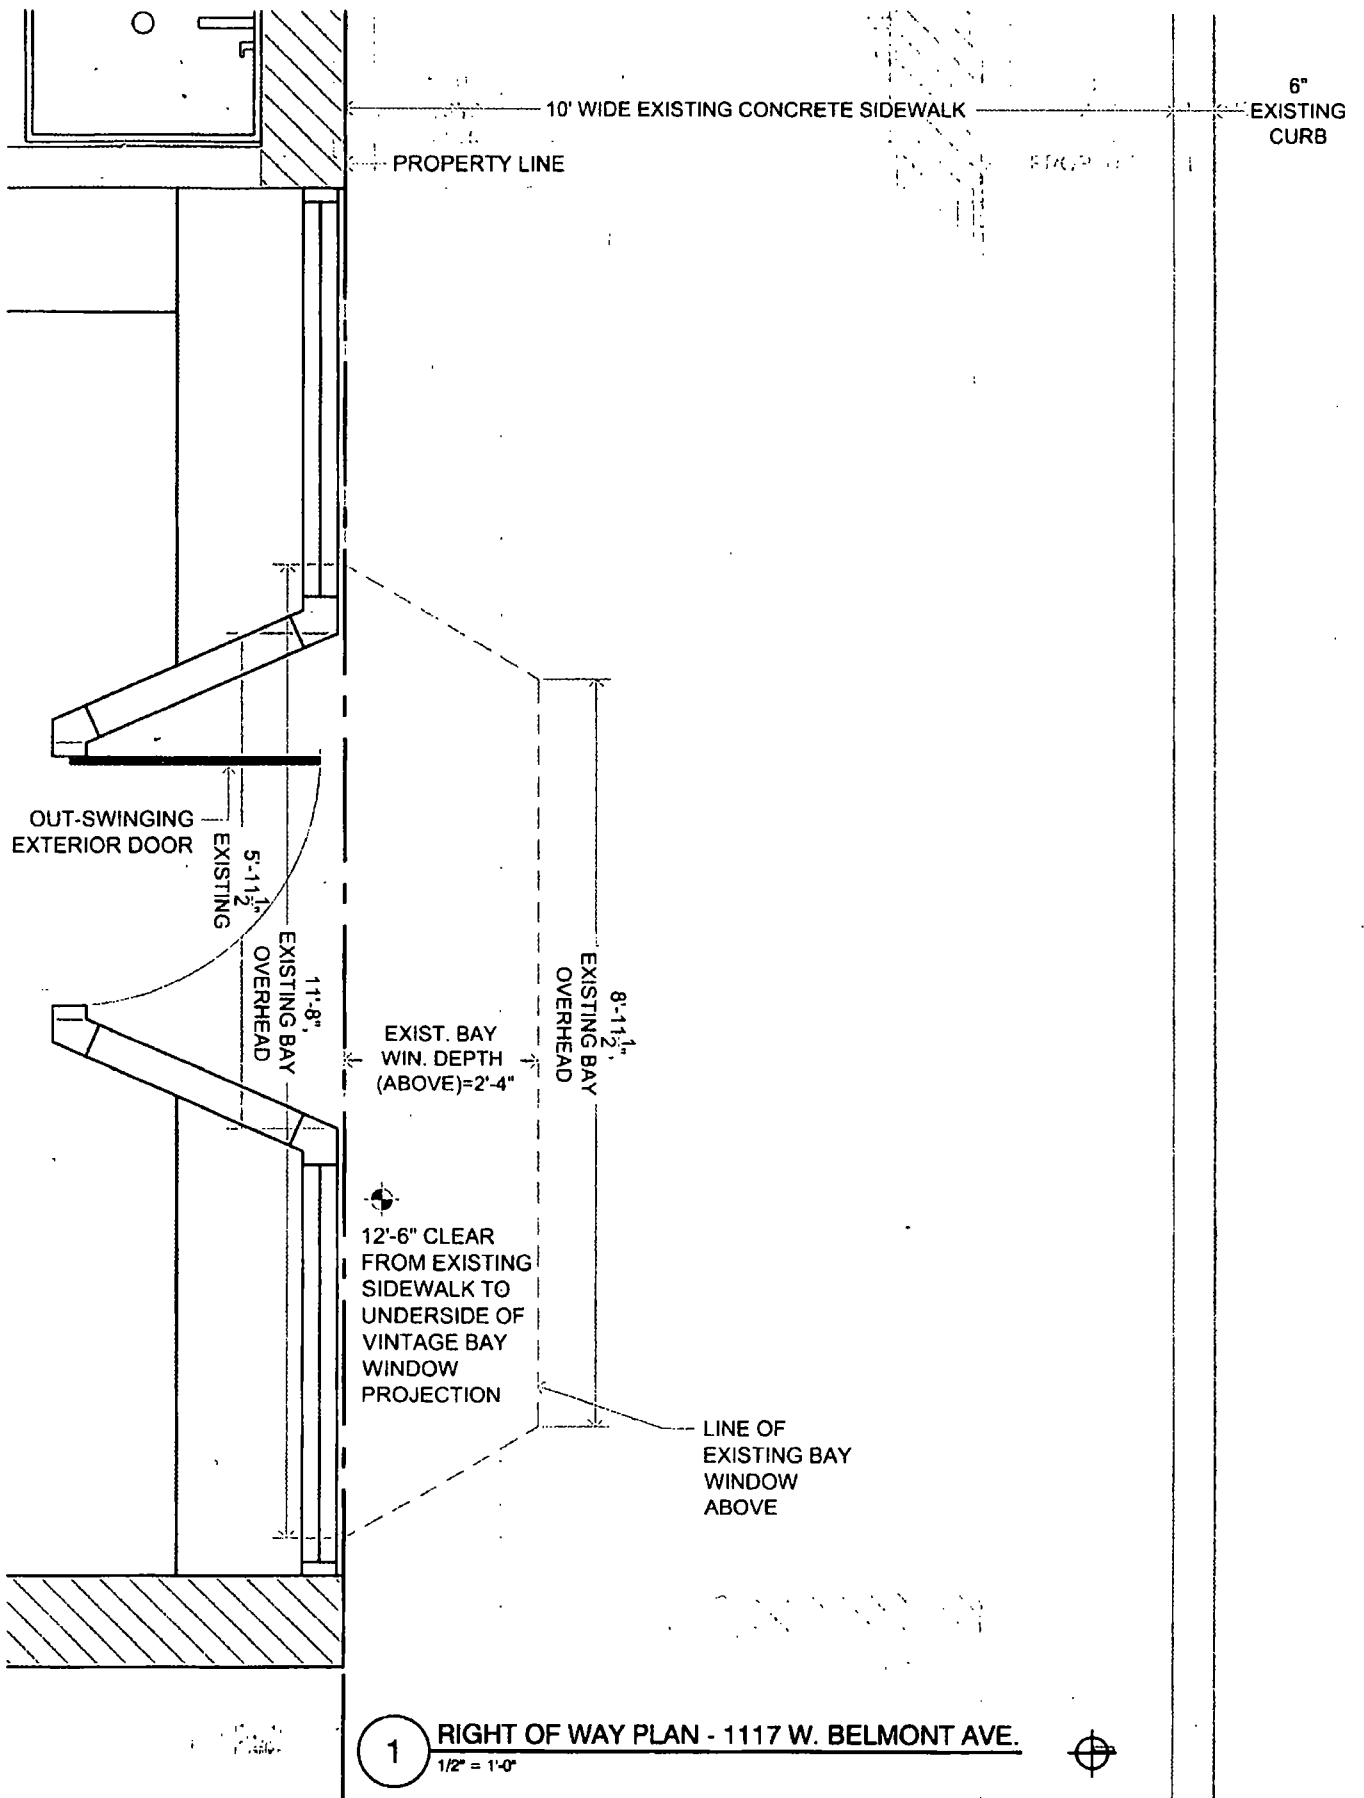 10' WIDE EXISTING CONCRETE SIDEWALK
6"
EXISTING
CURB
PROPERTY LINE
OUT-SWINGING
EXTERIOR DOOR
5'-11 1/2"
EXISTING
11'-8",
EXISTING BAY
OVERHEAD
8'-11 1/2",
EXISTING BAY
OVERHEAD
EXIST. BAY
WIN. DEPTH
(ABOVE)=2'-4"
12'-6" CLEAR
FROM EXISTING
SIDEWALK TO
UNDERSIDE OF
VINTAGE BAY
WINDOW
PROJECTION
LINE OF
EXISTING BAY
WINDOW
ABOVE
1
RIGHT OF WAY PLAN - 1117 W. BELMONT AVE.
1/2" = 1'-0"